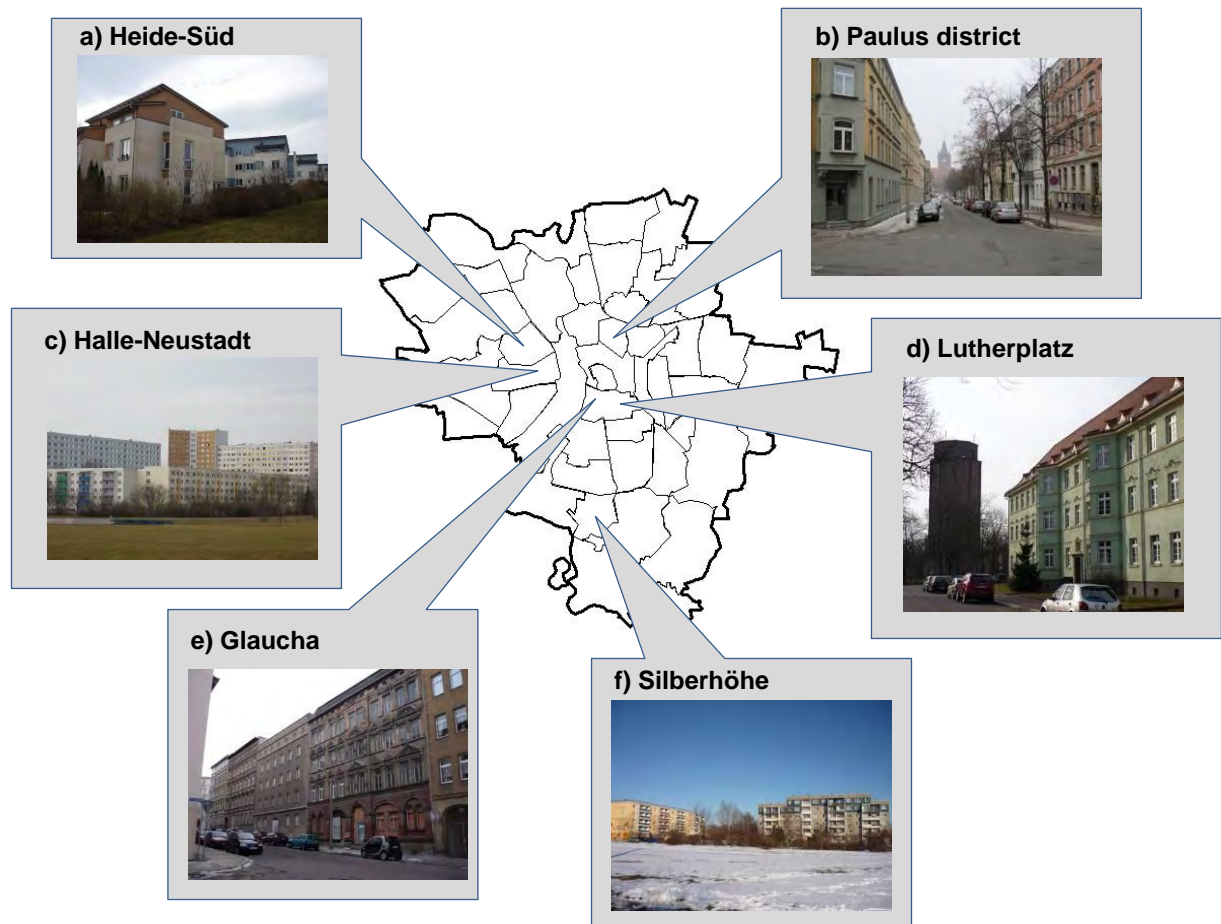 a) Heide-Süd
b) Paulus district
c) Halle-Neustadt
d) Lutherplatz
e) Glaucha
f) Silberhöhe